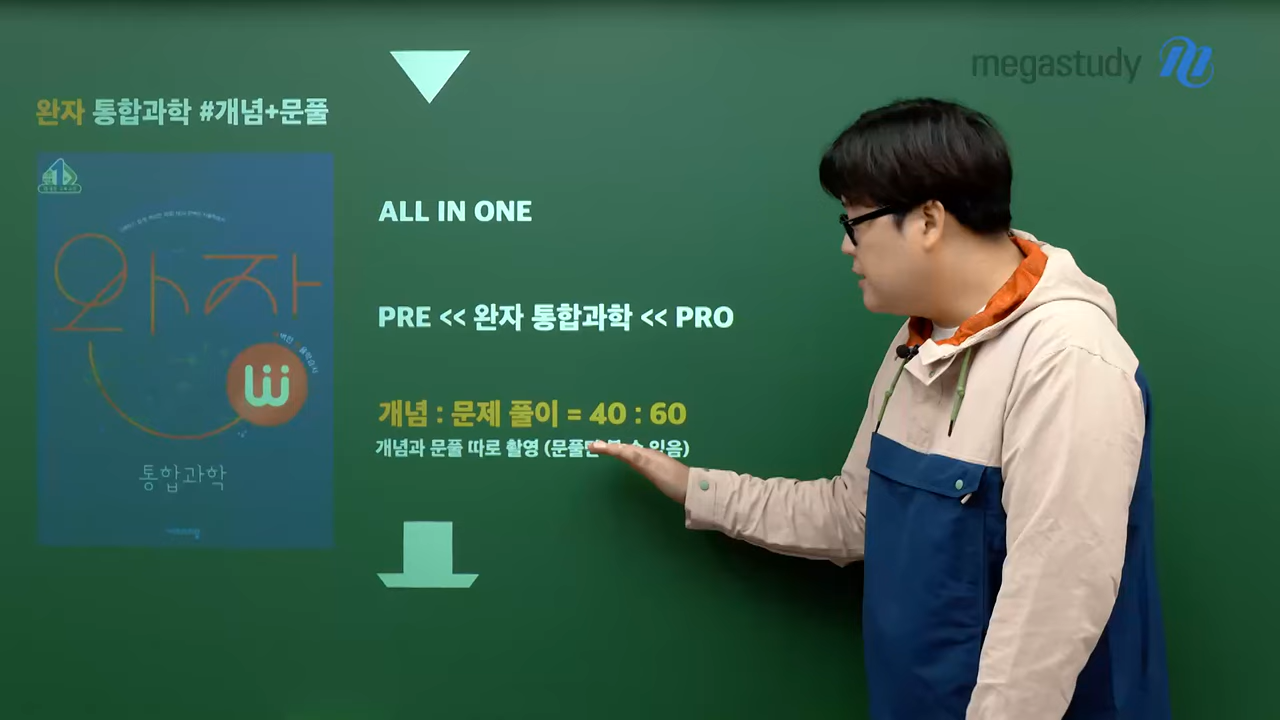 megastudy
완자 통합과학 #개념+문풀
완자
통합과학
ALL IN ONE
PRE << 완자 통합과학 << PRO
개념 : 문제 풀이 = 40 : 60
개념과 문풀 따로 촬영 (문풀만 있음)